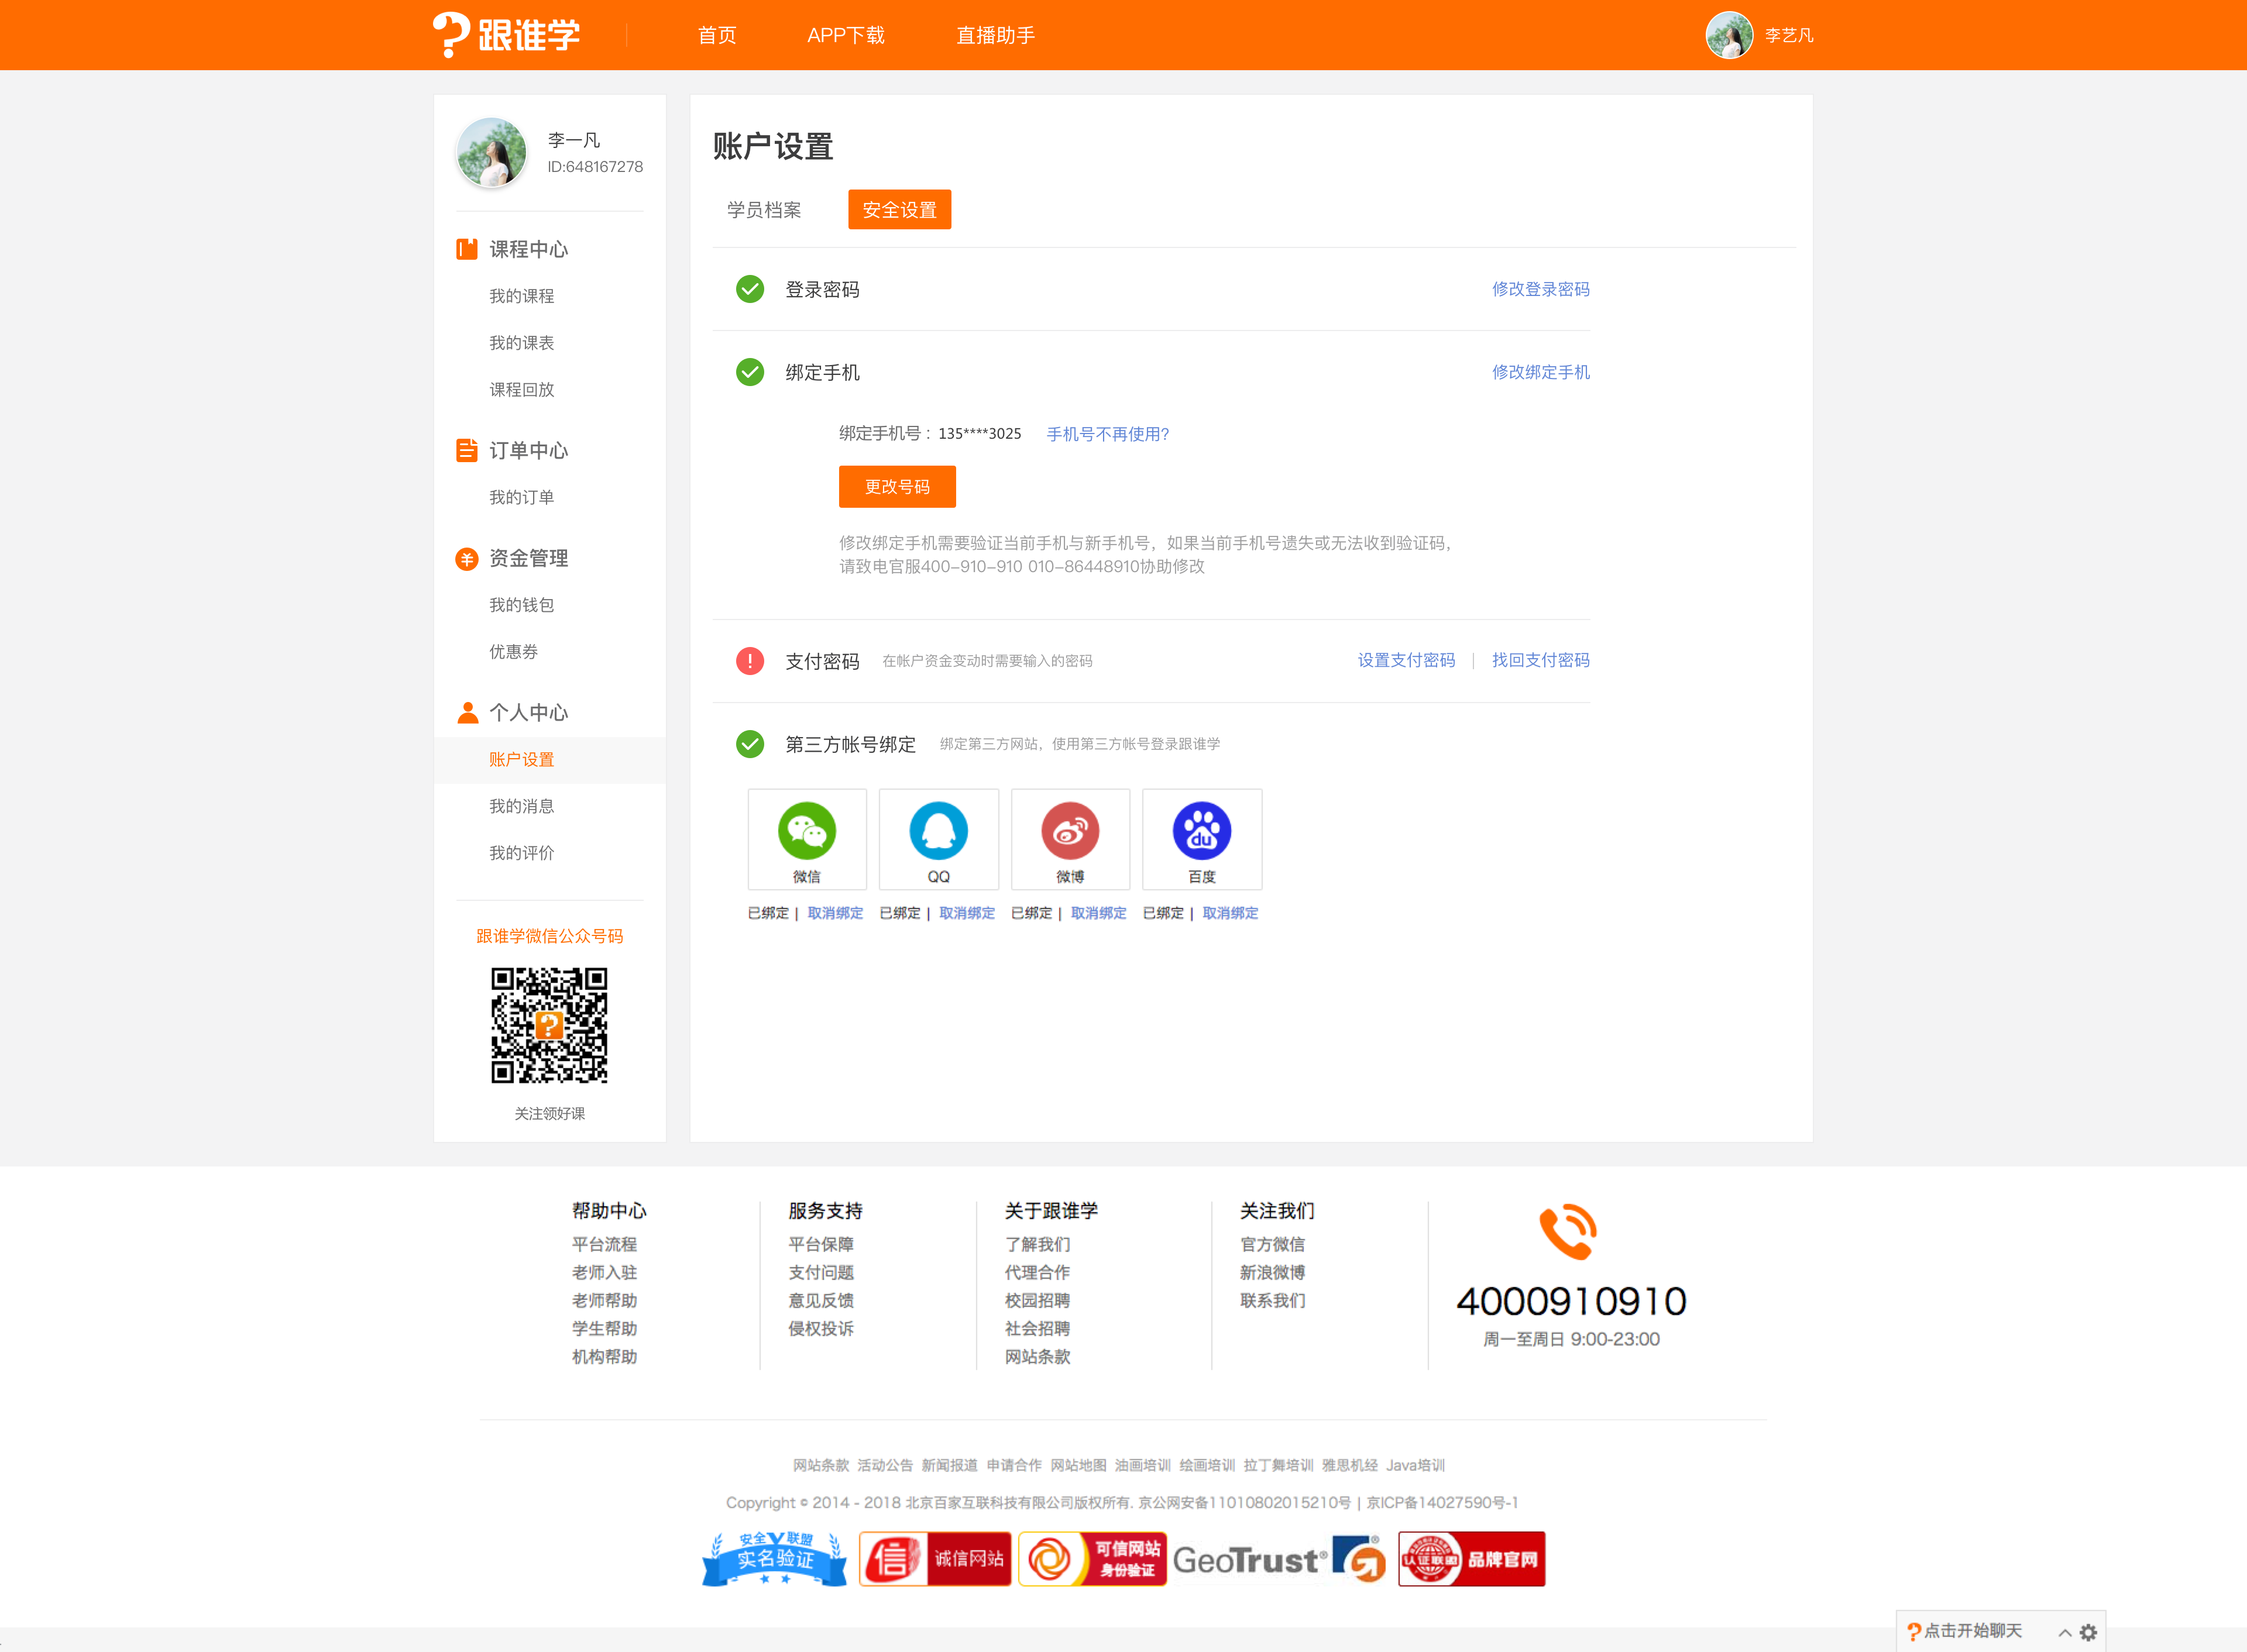 跟谁学
首页
APP下载
直播助手
李艺凡
李一凡
ID:648167278
课程中心
我的课程
我的课表
课程回放
订单中心
我的订单
资金管理
我的钱包
优惠券
个人中心
账户设置
我的消息
我的评价
跟谁学微信公众号码
关注领好课
账户设置
学员档案
安全设置
登录密码
修改登录密码
绑定手机
修改绑定手机
绑定手机号：135****3025 手机号不再使用?
更改号码
修改绑定手机需要验证当前手机与新手机号，如果当前手机号遗失或无法收到验证码，
请致电官服400-910-910 010-86448910协助修改
支付密码 在帐户资金变动时需要输入的密码
设置支付密码 | 找回支付密码
第三方帐号绑定 绑定第三方网站，使用第三方帐号登录跟谁学
微信
QQ
微博
du
百度
已绑定 | 取消绑定
已绑定 | 取消绑定
已绑定 | 取消绑定
已绑定 | 取消绑定
帮助中心
平台流程
老师入驻
老师帮助
学生帮助
机构帮助
服务支持
平台保障
支付问题
意见反馈
侵权投诉
关于跟谁学
了解我们
代理合作
校园招聘
社会招聘
网站条款
关注我们
官方微信
新浪微博
联系我们
4000910910
周一至周日 9:00-23:00
网站条款 活动公告 新闻报道 申请合作 网站地图 油画培训 绘画培训 拉丁舞培训 雅思机经 Java培训
Copyright © 2014 - 2018 北京百家互联科技有限公司版权所有. 京公网安备11010802015210号 | 京ICP备14027590号-1
安全联盟
实名验证
信
诚信网站
可信网站
身份验证
GeoTrust®
认证联盟
品牌官网
点击开始聊天